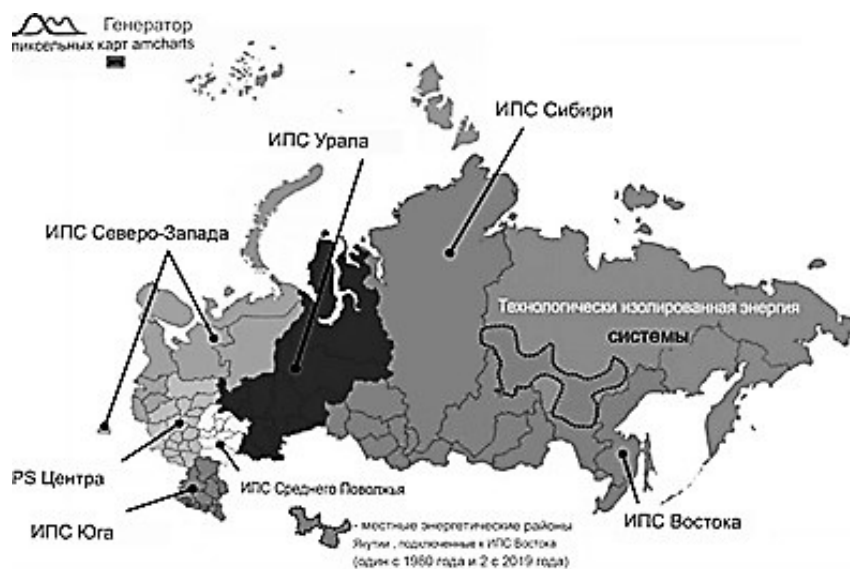 Генератор
пиксельных карт amcharts
ИПС Сибири
ИПС Урала
ИПС Северо-Запада
Технологически изолированная энергия
системы
PS Центра
ИПС Среднего Поволжья
ИПС Юга
ИПС Востока
- местные энергетические районы
Якутии , подключенные к ИПС Востока
(один с 1980 года и 2 с 2019 года)